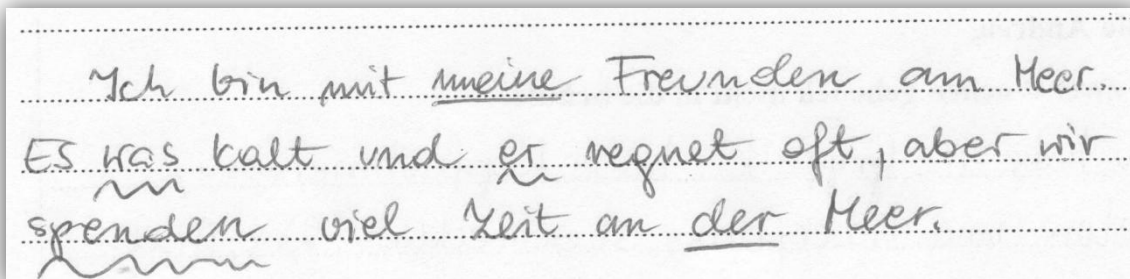 Ich bin mit meine Freunden am Meer.
Es was kalt und er regnet oft, aber wir
spenden viel Zeit an der Meer.